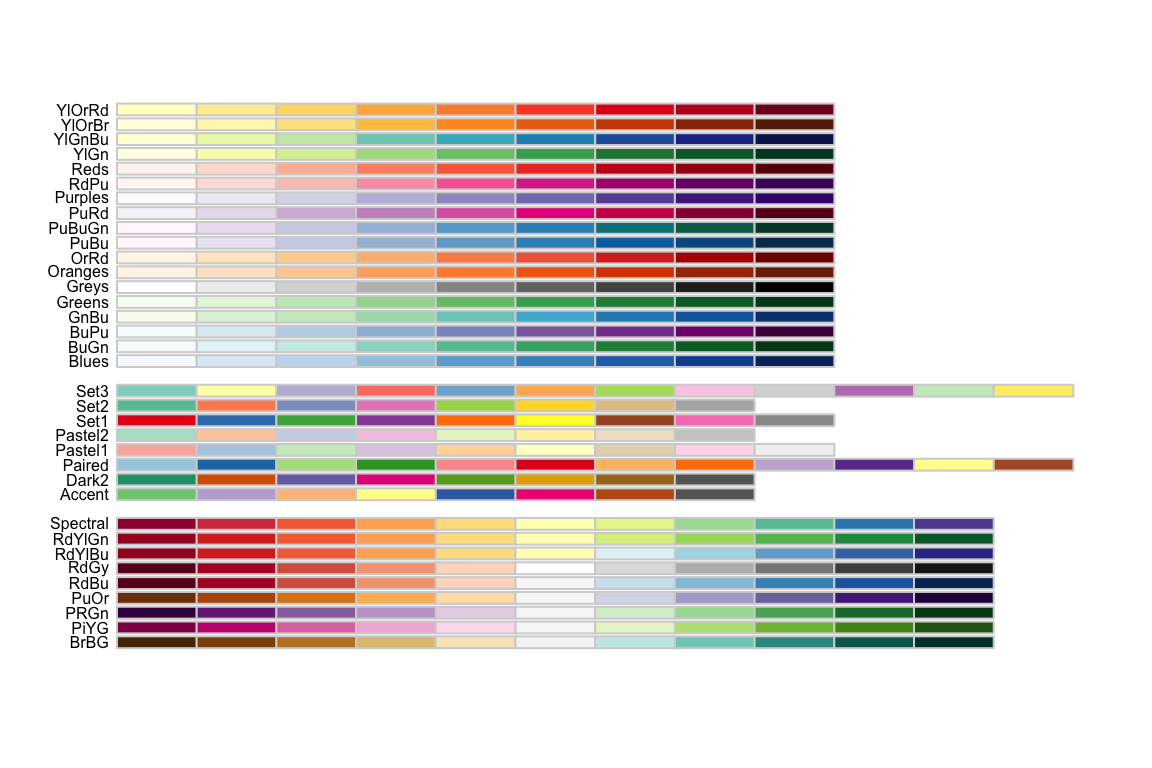 YlOrRd
YlOrBr
YlGnBu
YlGn
Reds
RdPu
Purples
PuRd
PuBuGn
PuBu
OrRd
Oranges
Greys
Greens
GnBu
BuPu
BuGn
Blues
Set3
Set2
Set1
Pastel2
Pastel1
Paired
Dark2
Accent
Spectral
RdYlGn
RdYlBu
RdGy
RdBu
PuOr
PRGn
PiYG
BrBG